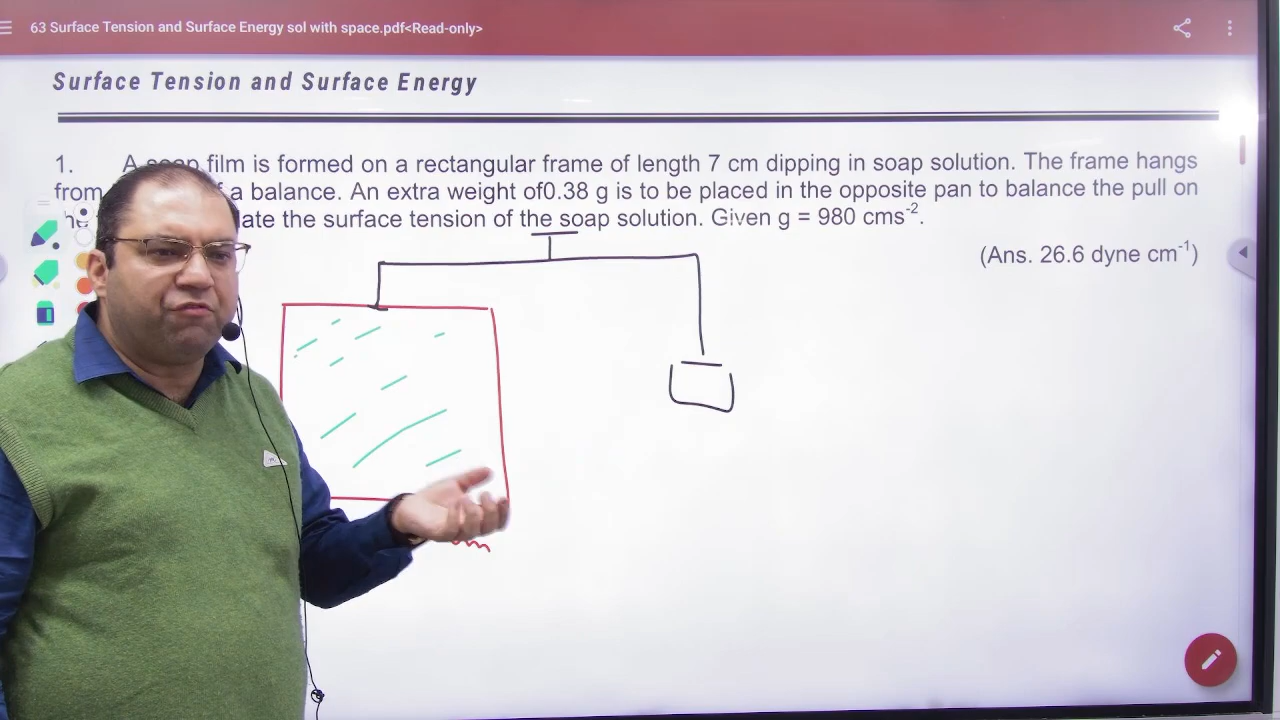 63 Surface Tension and Surface Energy sol with space.pdf<Read-only>
Surface Tension and Surface Energy
1. A soap film is formed on a rectangular frame of length 7 cm dipping in soap solution. The frame hangs
from a balance. An extra weight of0.38 g is to be placed in the opposite pan to balance the pull on
the surface tension of the soap solution. Given g = 980 cms⁻².
(Ans. 26.6 dyne cm⁻¹)